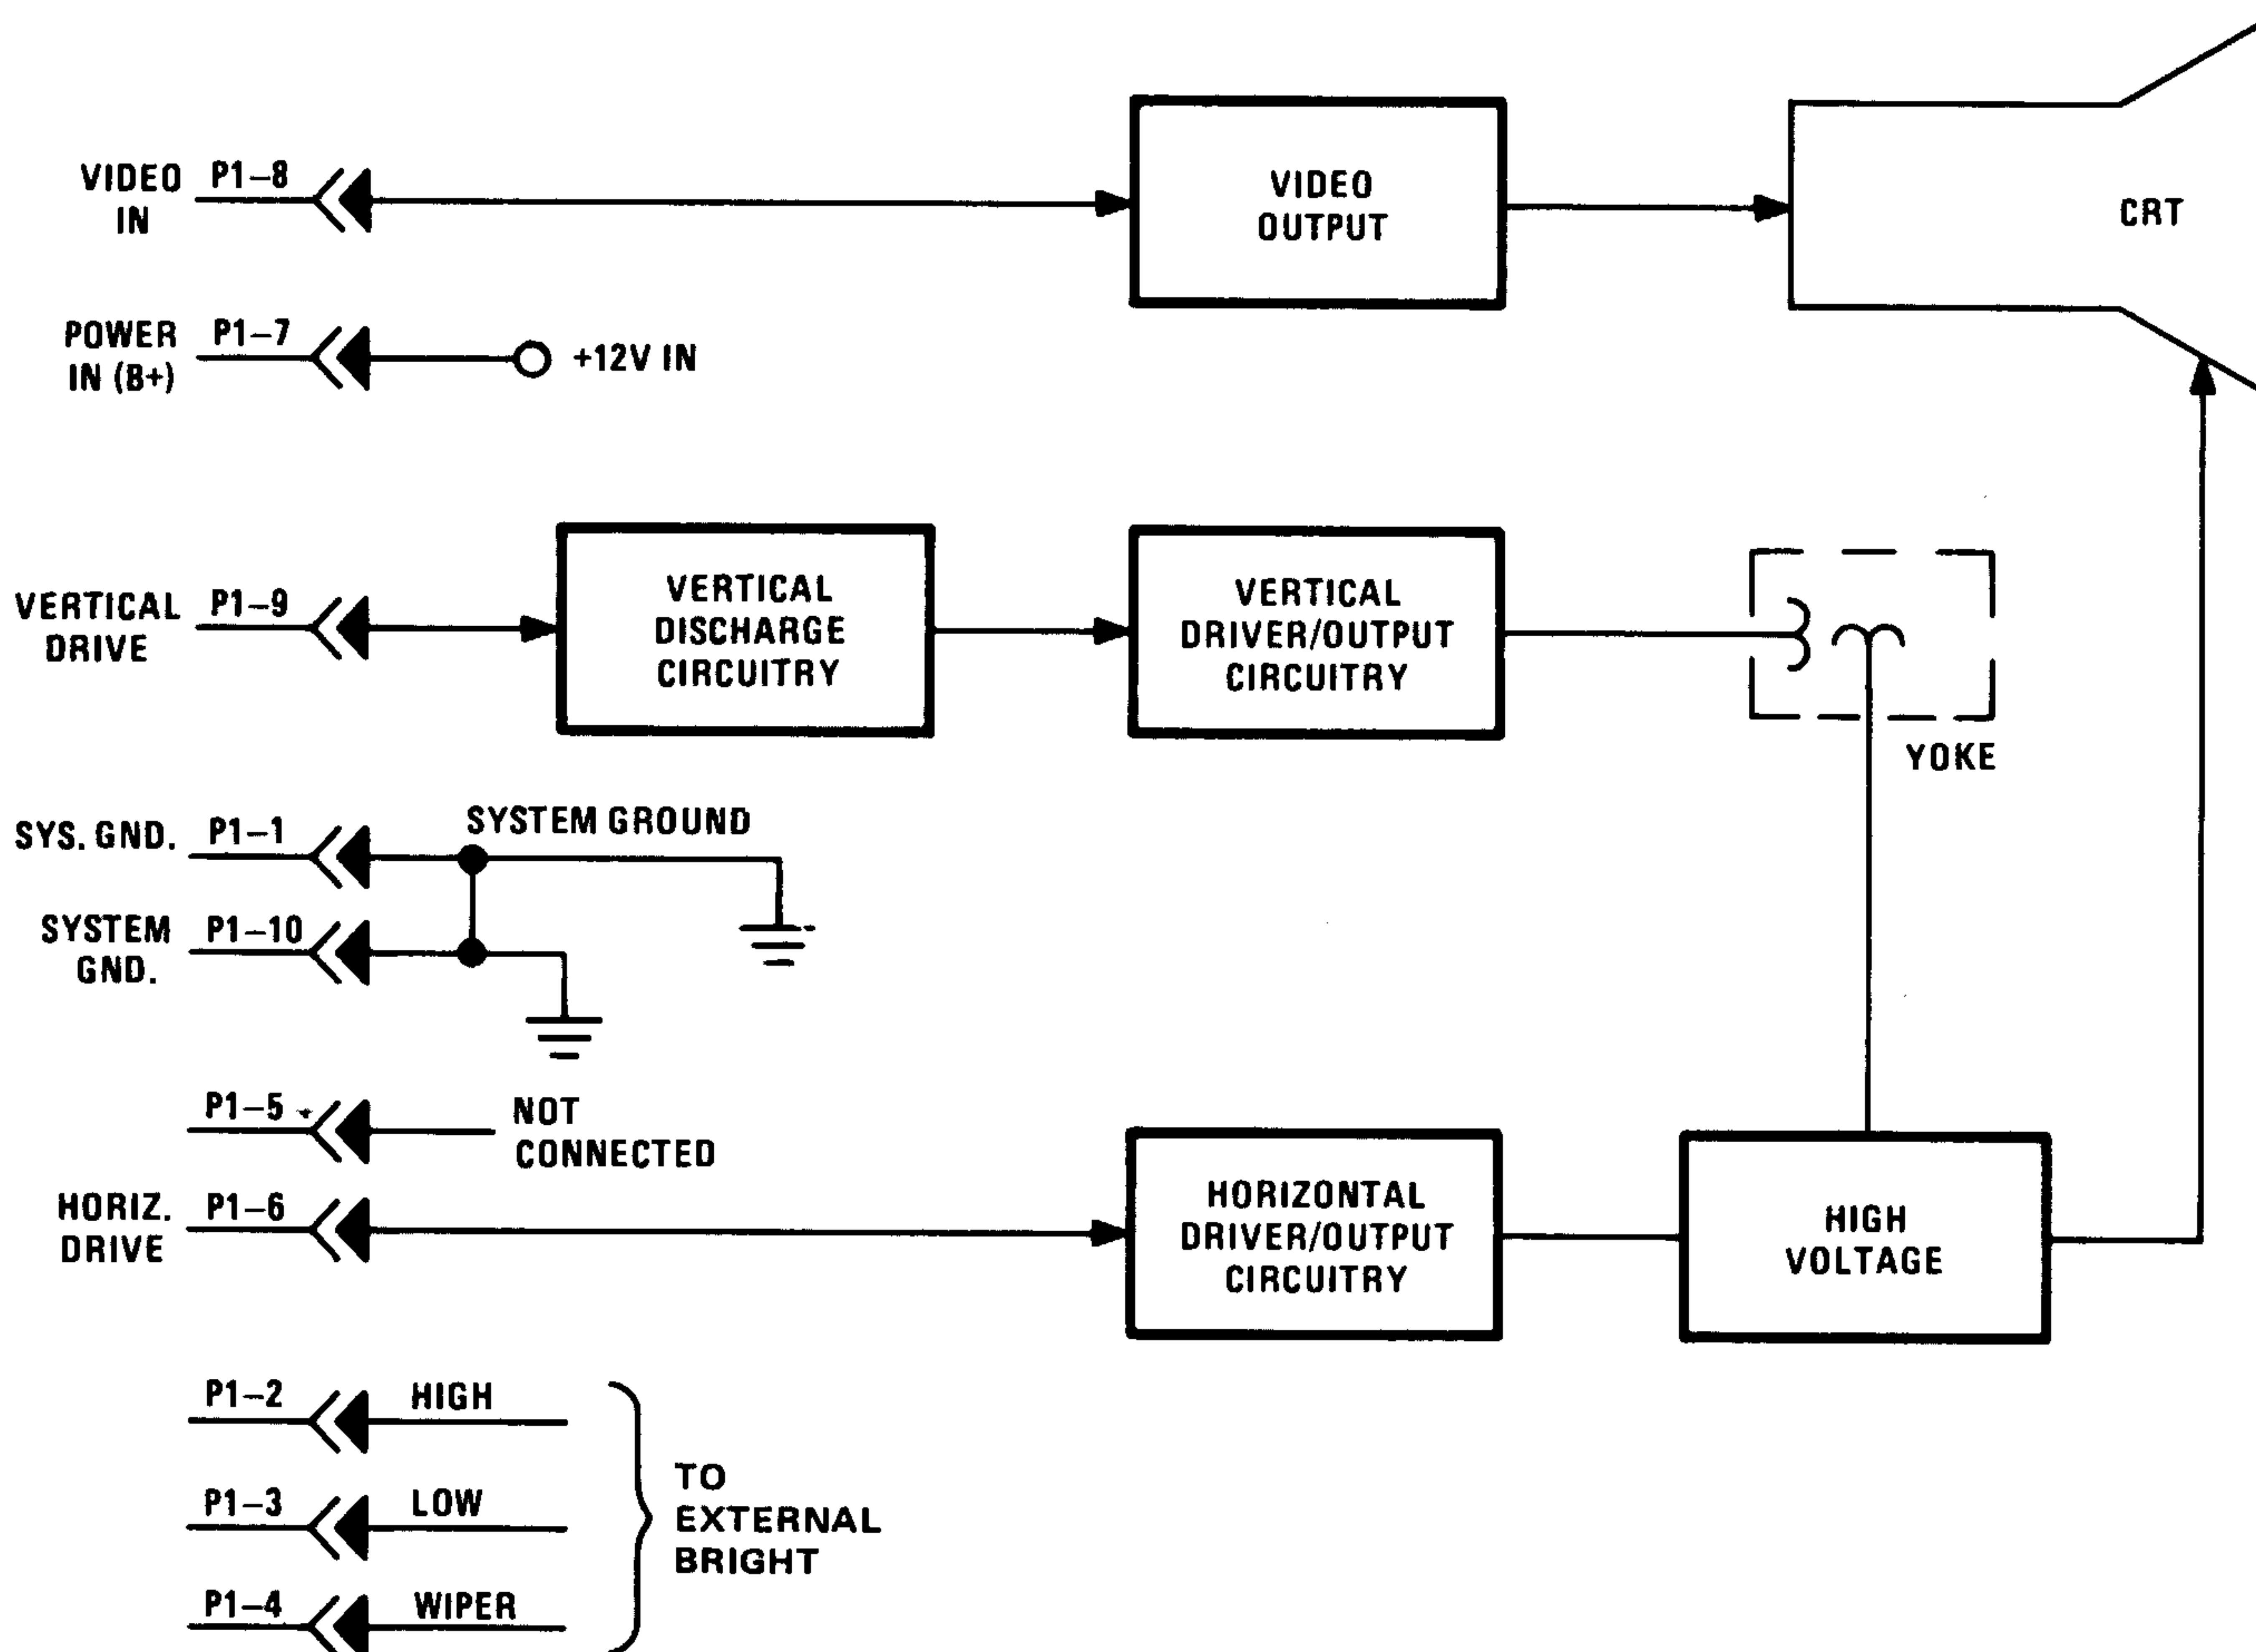 VIDEO
IN
P1–8
VIDEO
OUTPUT
CRT
POWER
IN (B+)
P1–7
+12V IN
VERTICAL
DRIVE
P1–9
VERTICAL
DISCHARGE
CIRCUITRY
VERTICAL
DRIVER/OUTPUT
CIRCUITRY
YOKE
SYS. GND.
P1–1
SYSTEM GROUND
SYSTEM
GND.
P1–10
P1–5
NOT
CONNECTED
HORIZ.
DRIVE
P1–6
HORIZONTAL
DRIVER/OUTPUT
CIRCUITRY
HIGH
VOLTAGE
P1–2
HIGH
P1–3
LOW
P1–4
WIPER
TO
EXTERNAL
BRIGHT